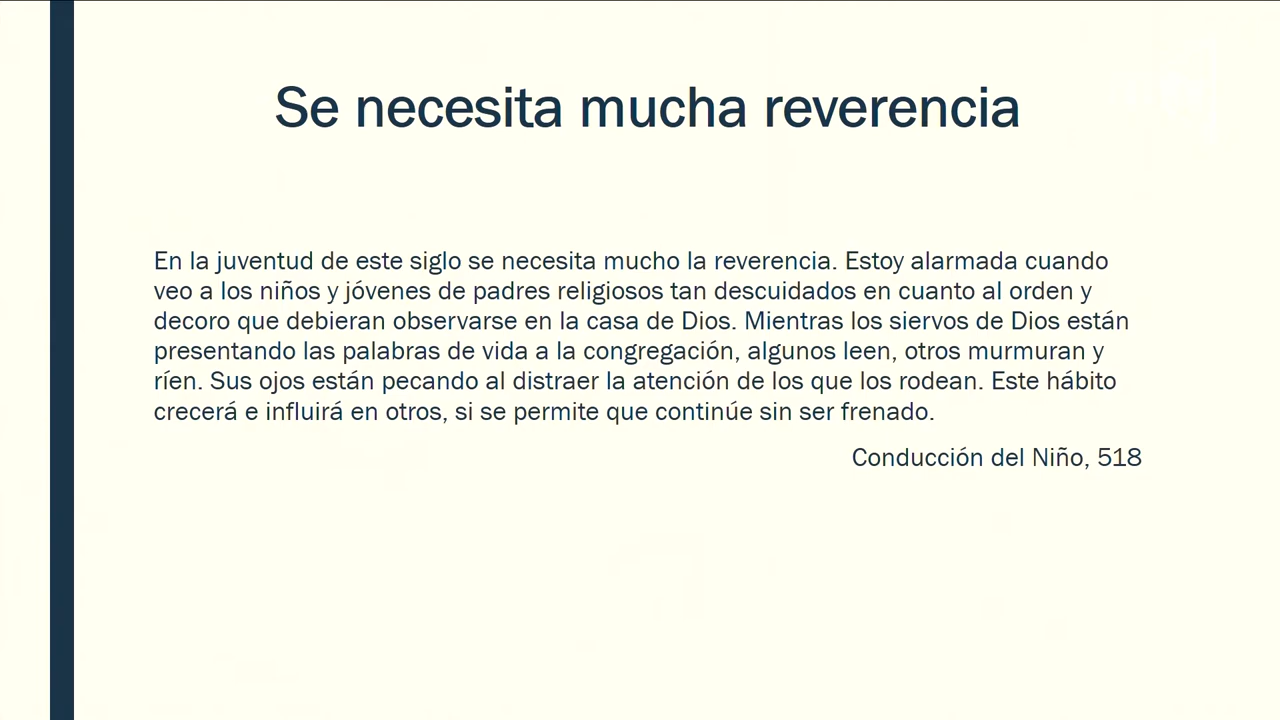 Se necesita mucha reverencia
En la juventud de este siglo se necesita mucho la reverencia. Estoy alarmada cuando
veo a los niños y jóvenes de padres religiosos tan descuidados en cuanto al orden y
decoro que debieran observarse en la casa de Dios. Mientras los siervos de Dios están
presentando las palabras de vida a la congregación, algunos leen, otros murmuran y
ríen. Sus ojos están pecando al distraer la atención de los que los rodean. Este hábito
crecerá e influirá en otros, si se permite que continúe sin ser frenado.
Conducción del Niño, 518